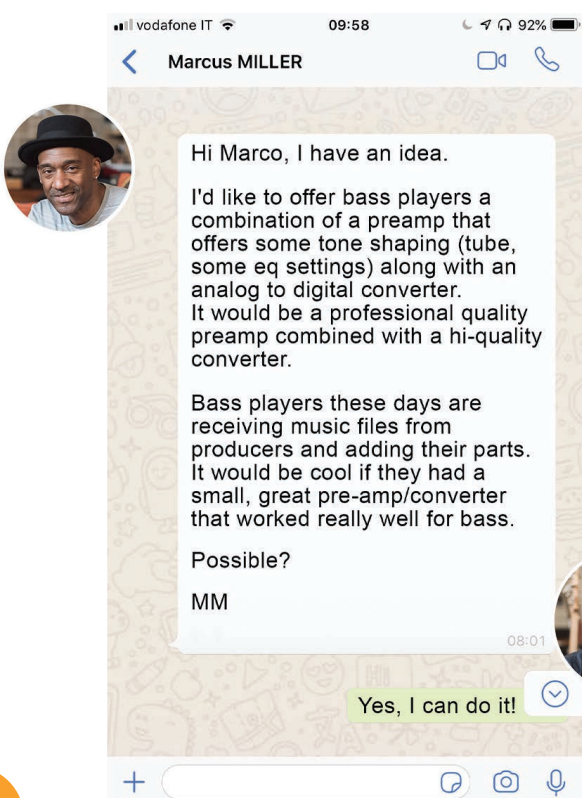 vodafone IT 09:58 92%
Marcus MILLER
Hi Marco, I have an idea.
I'd like to offer bass players a
combination of a preamp that
offers some tone shaping (tube,
some eq settings) along with an
analog to digital converter.
It would be a professional quality
preamp combined with a hi-quality
converter.
Bass players these days are
receiving music files from
producers and adding their parts.
It would be cool if they had a
small, great pre-amp/converter
that worked really well for bass.
Possible?
MM
08:01
Yes, I can do it!